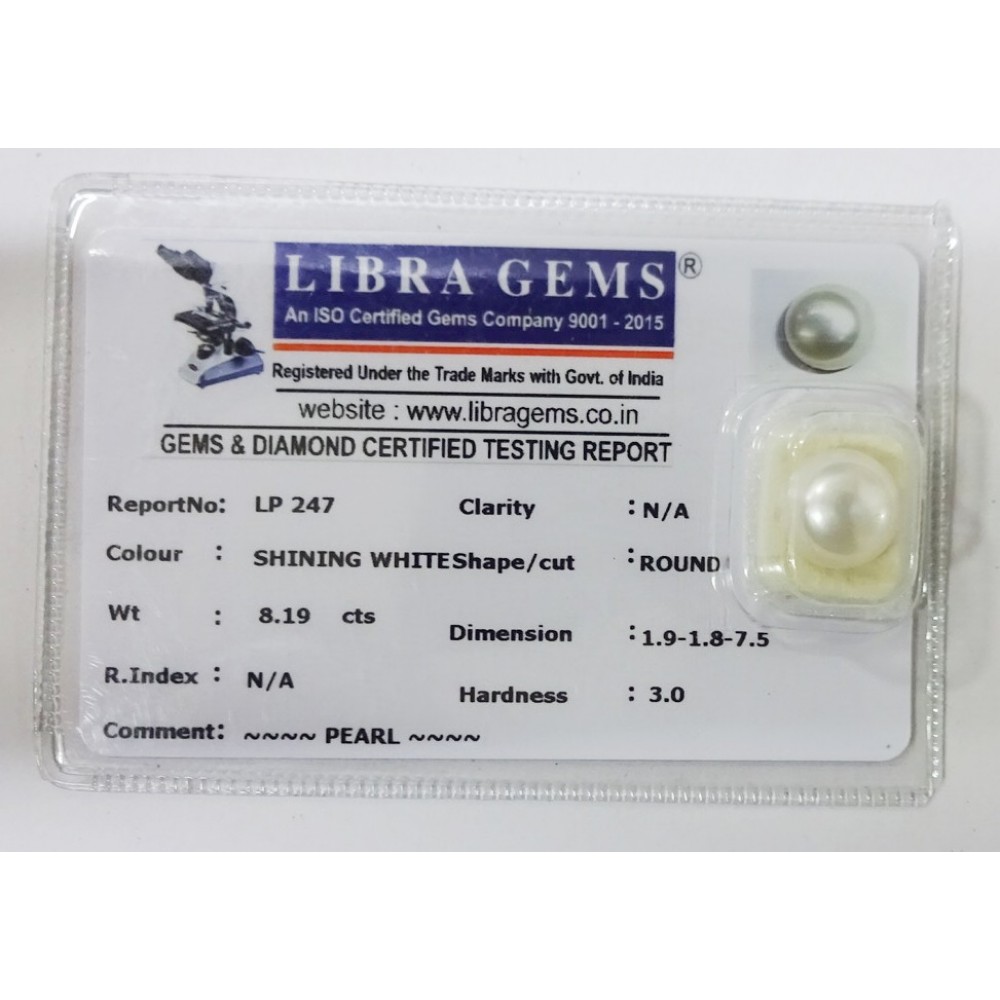 LIBRA GEMS ®
An ISO Certified Gems Company 9001 - 2015
Registered Under the Trade Marks with Govt. of India
website : www.libragems.co.in
GEMS & DIAMOND CERTIFIED TESTING REPORT
ReportNo: LP 247 Clarity : N/A
Colour : SHINING WHITE Shape/cut : ROUND
Wt : 8.19 cts Dimension : 1.9-1.8-7.5
R.Index : N/A Hardness : 3.0
Comment: ~~~~ PEARL ~~~~